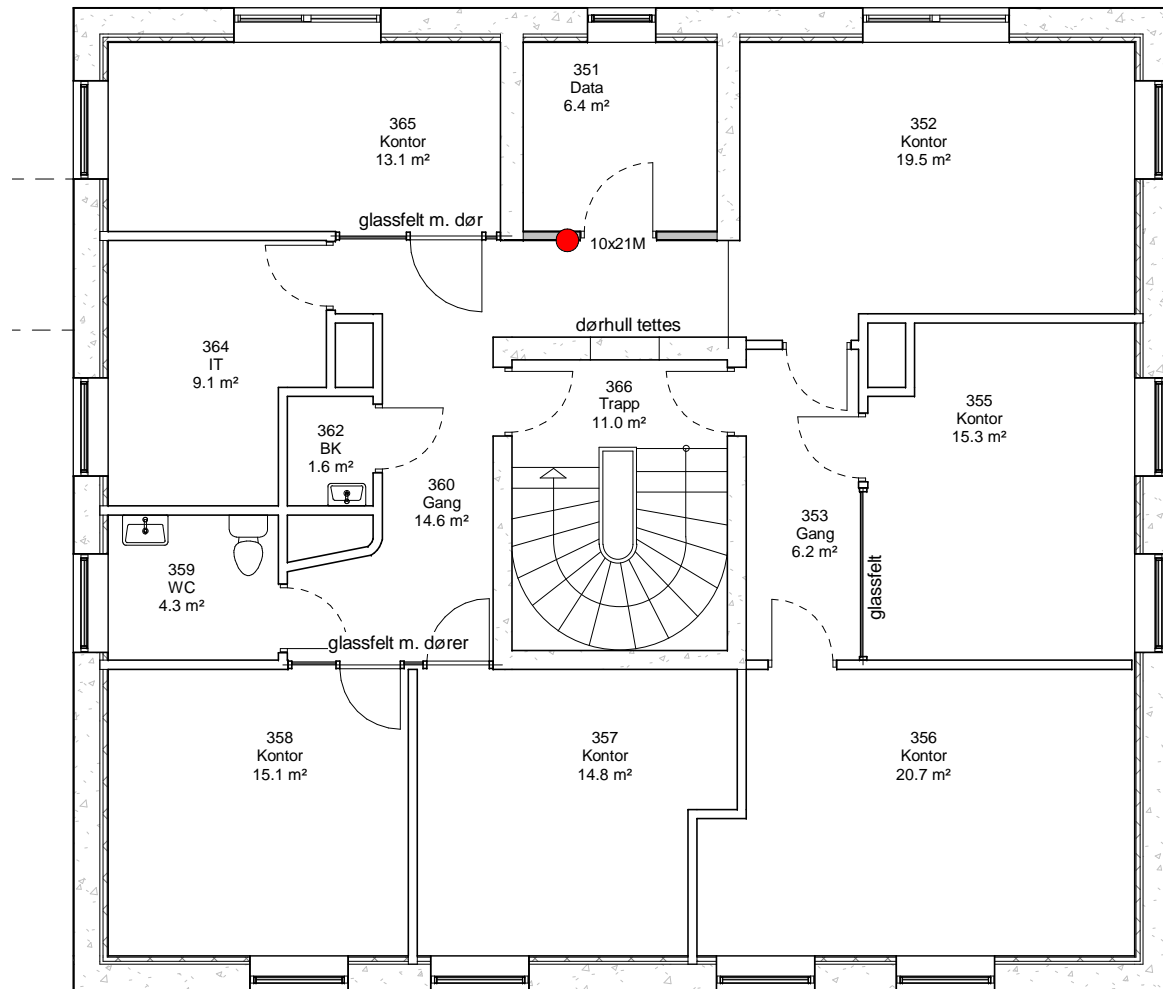 351
Data
6.4 m²
365
Kontor
13.1 m²
352
Kontor
19.5 m²
glassfelt m. dør
10x21M
dørhull tettes
364
IT
9.1 m²
366
Trapp
11.0 m²
355
Kontor
15.3 m²
362
BK
1.6 m²
360
Gang
14.6 m²
353
Gang
6.2 m²
359
WC
4.3 m²
glassfelt
glassfelt m. dører
358
Kontor
15.1 m²
357
Kontor
14.8 m²
356
Kontor
20.7 m²